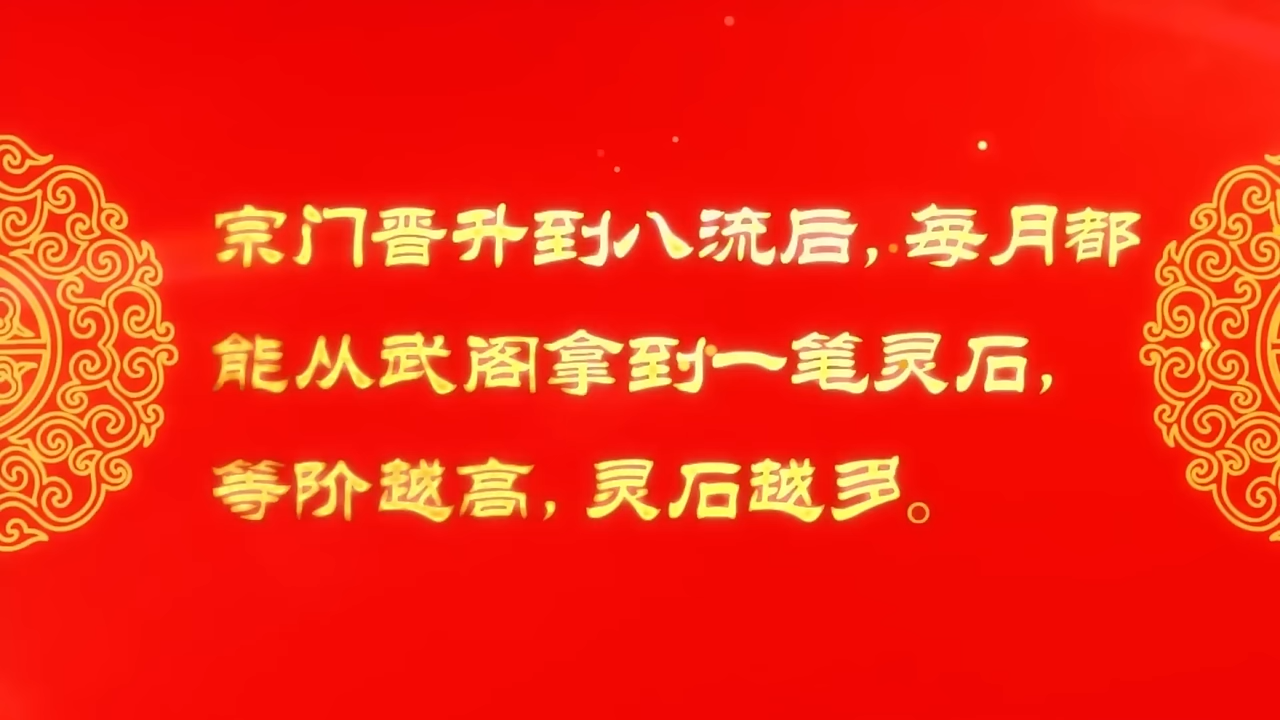 宗门晋升到八流后,每月都
能从武阁拿到一笔灵石,
等阶越高,灵石越多。